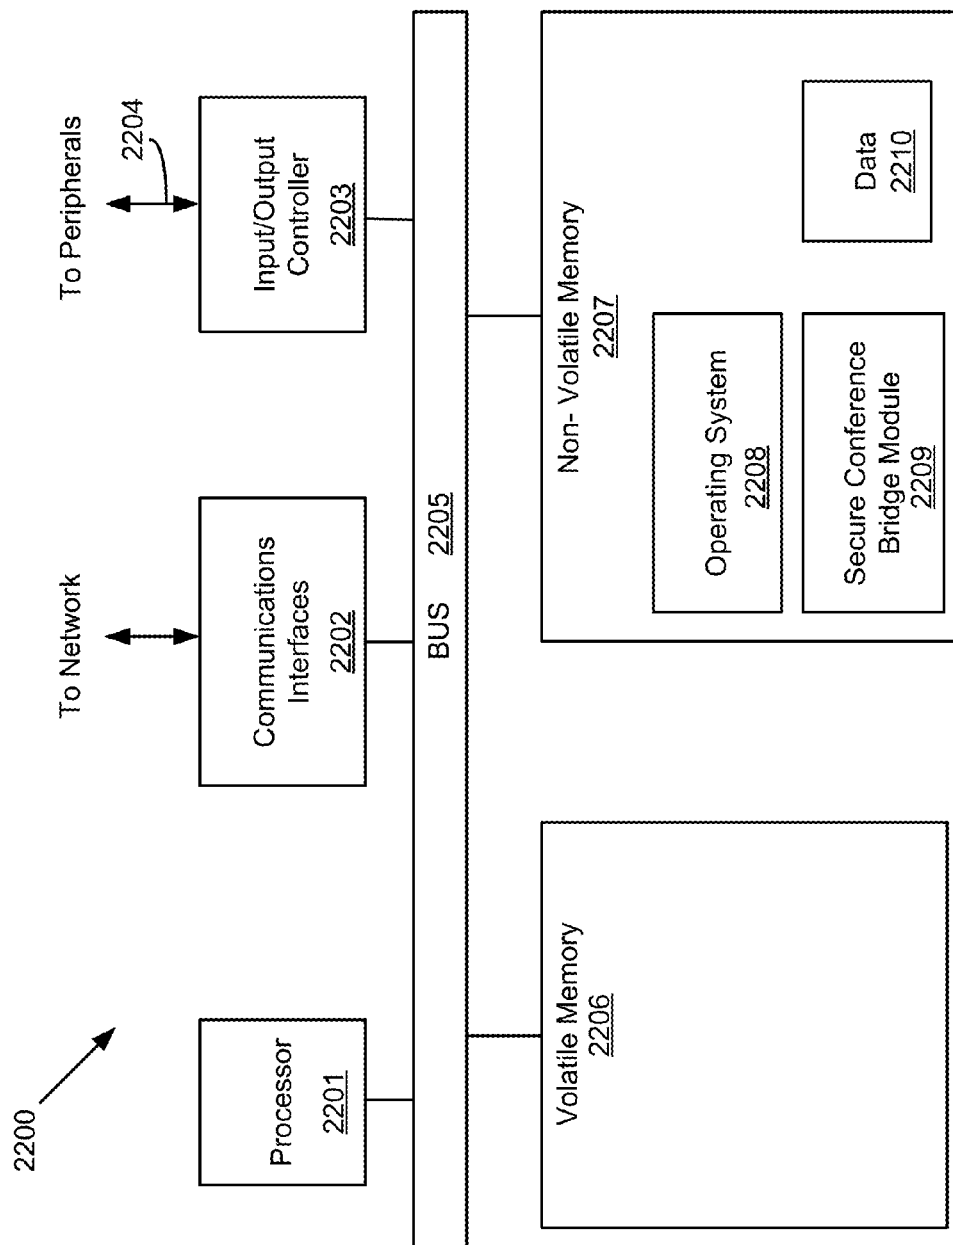 2200
To Network
To Peripherals
2204
Processor
2201
Communications
Interfaces
2202
Input/Output
Controller
2203
BUS 2205
Volatile Memory
2206
Non- Volatile Memory
2207
Operating System
2208
Secure Conference
Bridge Module
2209
Data
2210